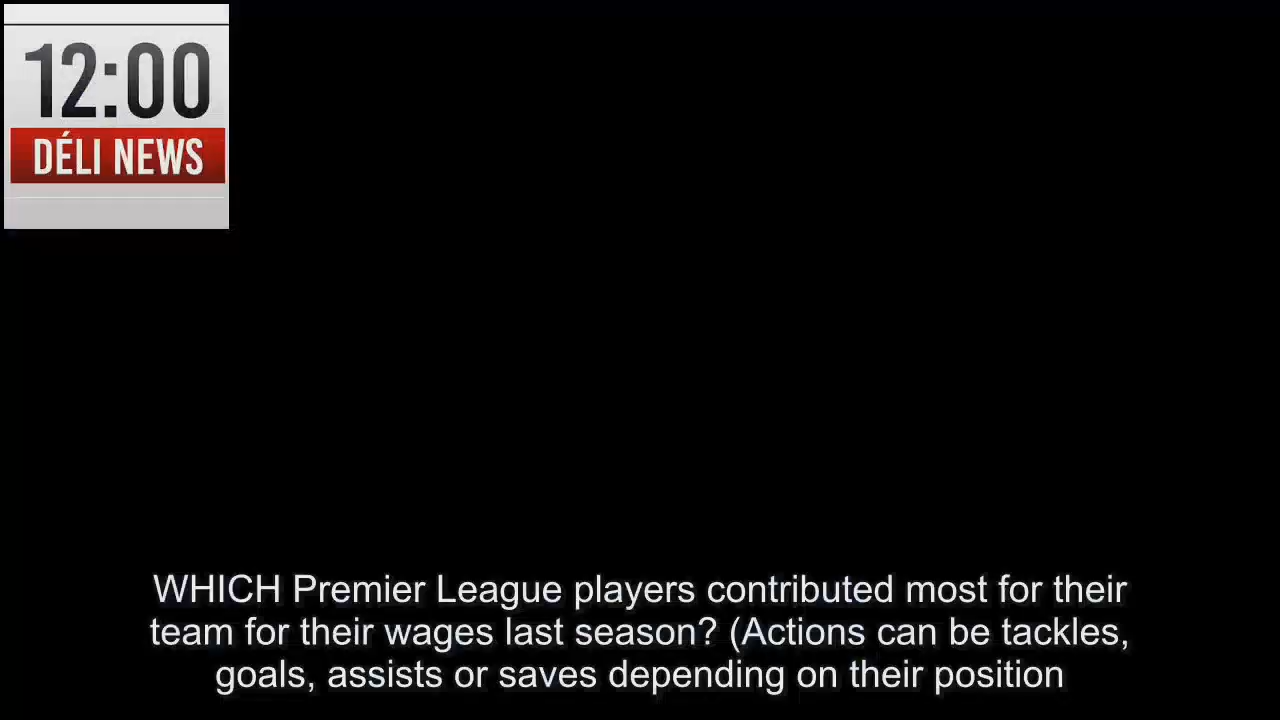 12:00
DÉLI NEWS
WHICH Premier League players contributed most for their
team for their wages last season? (Actions can be tackles,
goals, assists or saves depending on their position